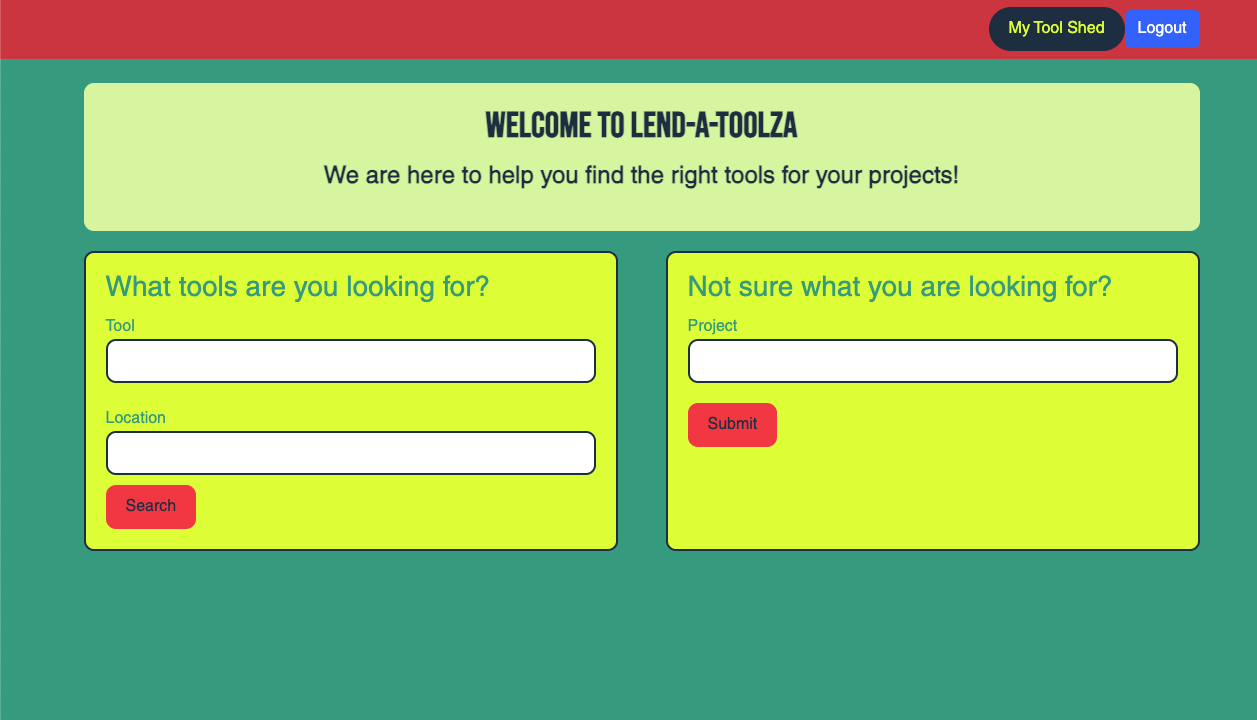 My Tool Shed
Logout
WELCOME TO LEND-A-TOOLZA
We are here to help you find the right tools for your projects!
What tools are you looking for?
Tool
Location
Search
Not sure what you are looking for?
Project
Submit